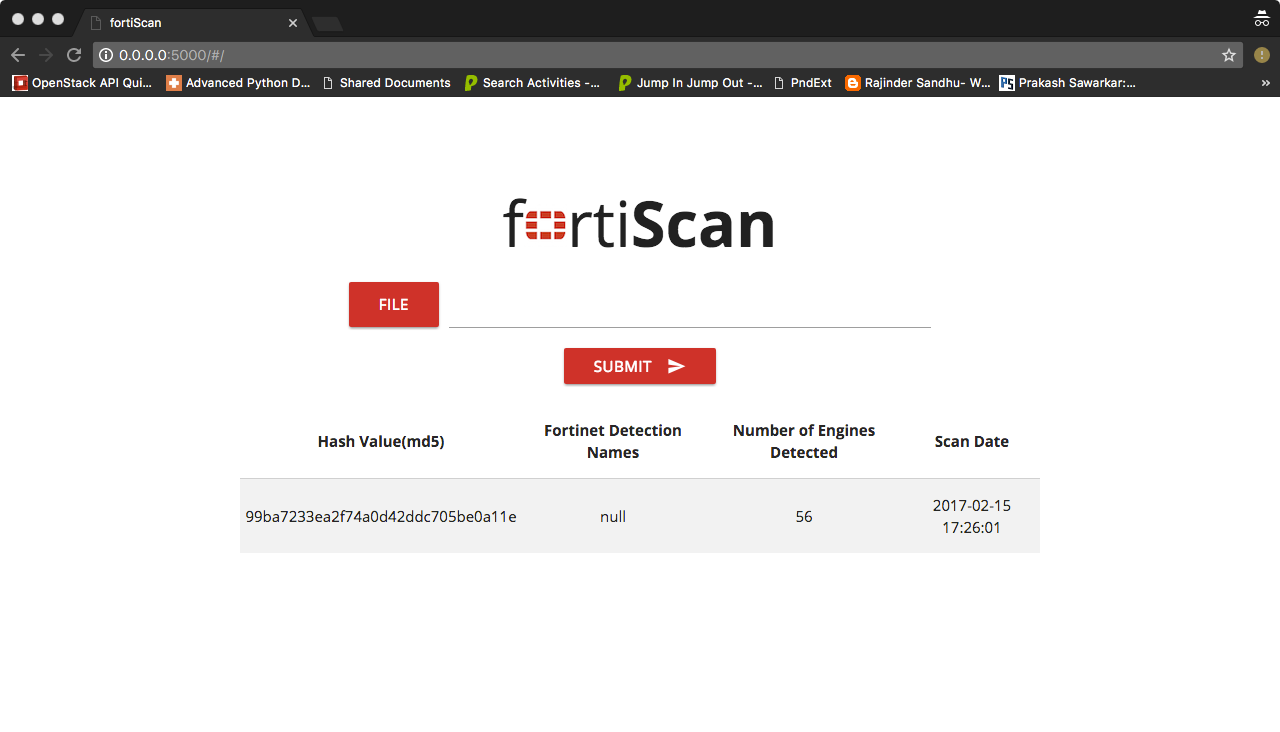 fortiScan
0.0.0.0:5000/#/
OpenStack API Qui... Advanced Python D... Shared Documents Search Activities -... Jump In Jump Out -... PndExt Rajinder Sandhu- W... Prakash Sawarkar:... »
fortiScan
FILE
SUBMIT
Hash Value(md5) Fortinet Detection Names Number of Engines Detected Scan Date
99ba7233ea2f74a0d42ddc705be0a11e null 56 2017-02-15 17:26:01